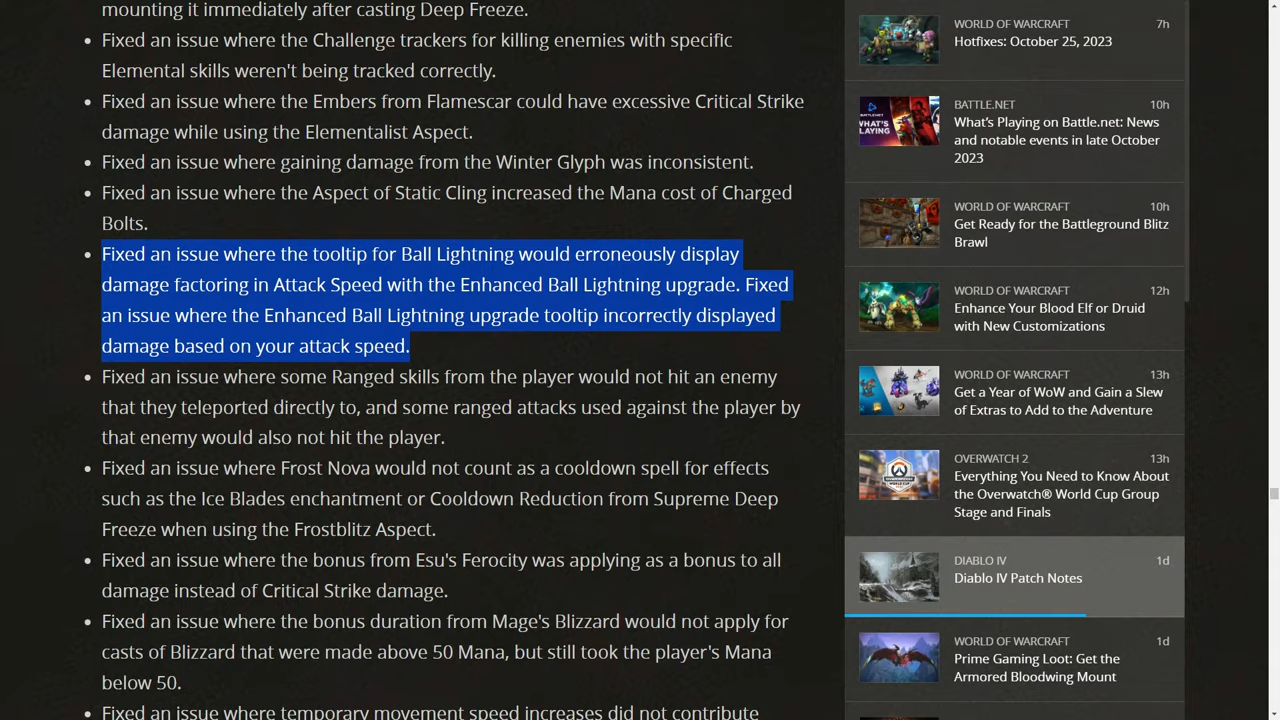 mounting it immediately after casting Deep Freeze.
Fixed an issue where the Challenge trackers for killing enemies with specific
Elemental skills weren't being tracked correctly.
Fixed an issue where the Embers from Flamescar could have excessive Critical Strike
damage while using the Elementalist Aspect.
Fixed an issue where gaining damage from the Winter Glyph was inconsistent.
Fixed an issue where the Aspect of Static Cling increased the Mana cost of Charged
Bolts.
Fixed an issue where the tooltip for Ball Lightning would erroneously display
damage factoring in Attack Speed with the Enhanced Ball Lightning upgrade. Fixed
an issue where the Enhanced Ball Lightning upgrade tooltip incorrectly displayed
damage based on your attack speed.
Fixed an issue where some Ranged skills from the player would not hit an enemy
that they teleported directly to, and some ranged attacks used against the player by
that enemy would also not hit the player.
Fixed an issue where Frost Nova would not count as a cooldown spell for effects
such as the Ice Blades enchantment or Cooldown Reduction from Supreme Deep
Freeze when using the Frostblitz Aspect.
Fixed an issue where the bonus from Esu's Ferocity was applying as a bonus to all
damage instead of Critical Strike damage.
Fixed an issue where the bonus duration from Mage's Blizzard would not apply for
casts of Blizzard that were made above 50 Mana, but still took the player's Mana
below 50.
Fixed an issue where temporary movement speed increases did not contribute
WORLD OF WARCRAFT 7h
Hotfixes: October 25, 2023
WHAT'S
PLAYING
BATTLE.NET 10h
What's Playing on Battle.net: News
and notable events in late October
2023
WORLD OF WARCRAFT 10h
Get Ready for the Battleground Blitz
Brawl
WORLD OF WARCRAFT 12h
Enhance Your Blood Elf or Druid
with New Customizations
WORLD OF WARCRAFT 13h
Get a Year of WoW and Gain a Slew
of Extras to Add to the Adventure
OVERWATCH 2 13h
Everything You Need to Know About
the Overwatch® World Cup Group
Stage and Finals
DIABLO IV 1d
Diablo IV Patch Notes
WORLD OF WARCRAFT 1d
Prime Gaming Loot: Get the
Armored Bloodwing Mount